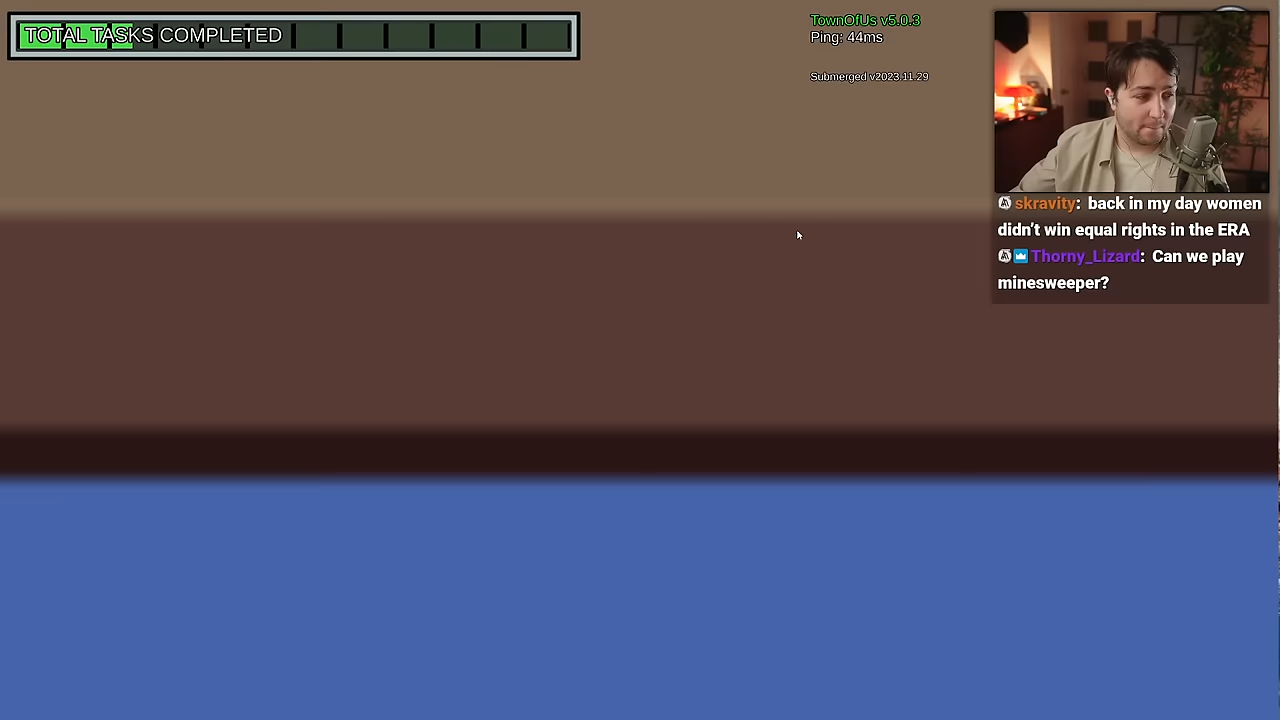 TOTAL TASKS COMPLETED
TownOfUs v5.0.3
Ping: 44ms
Submerged v2023.11.29
skravity: back in my day women
didn't win equal rights in the ERA
Thorny_Lizard: Can we play
minesweeper?